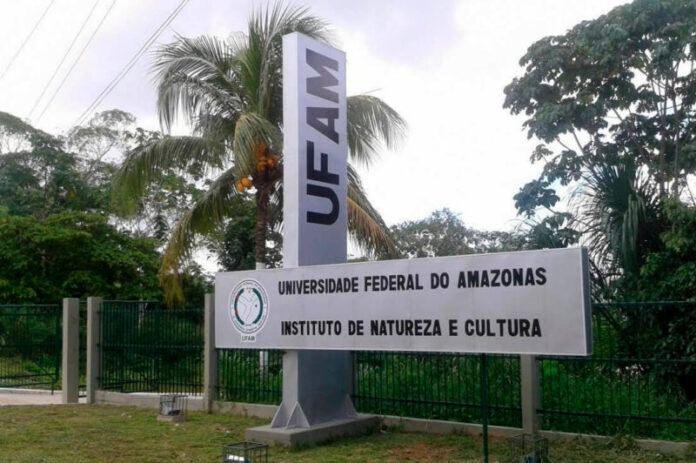 UFAM
UNIVERSIDADE FEDERAL DO AMAZONAS
INSTITUTO DE NATUREZA E CULTURA
UFAM